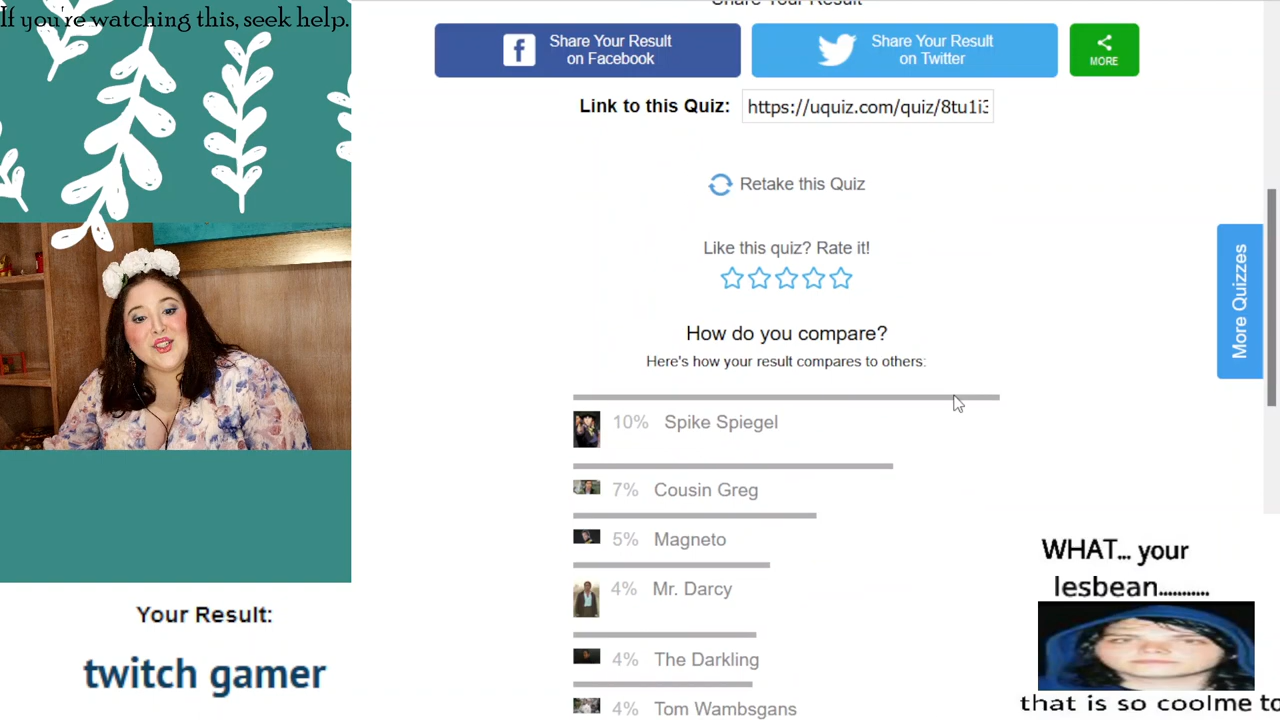 If you're watching this, seek help.
Share Your Result
Share Your Result
on Facebook
Share Your Result
on Twitter
MORE
Link to this Quiz: https://uquiz.com/quiz/8tu1i3
Retake this Quiz
Like this quiz? Rate it!
How do you compare?
Here's how your result compares to others:
10% Spike Spiegel
7% Cousin Greg
5% Magneto
4% Mr. Darcy
4% The Darkling
4% Tom Wambsgans
More Quizzes
Your Result:
twitch gamer
WHAT... your
lesbean...........
that is so coolme to